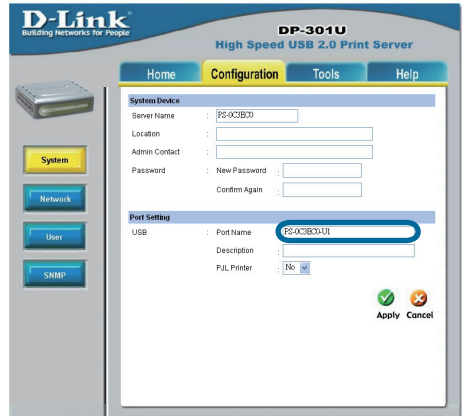 D-Link®
Building Networks for People
DP-301U
High Speed USB 2.0 Print Server
Home Configuration Tools Help
System Device
Server Name : PS-0C3BC0
Location :
Admin Contact :
System
Password : New Password :
Confirm Again :
Network
Port Setting
User
USB : Port Name : PS-0C3BC0-U1
Description :
SNMP
PJL Printer : No
Apply Cancel